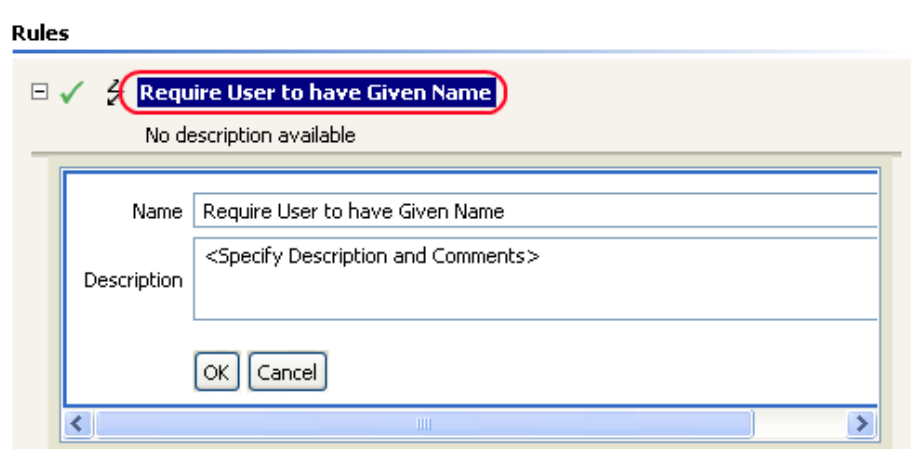 Rules
Require User to have Given Name
No description available
Name Require User to have Given Name
Description <Specify Description and Comments>
OK Cancel